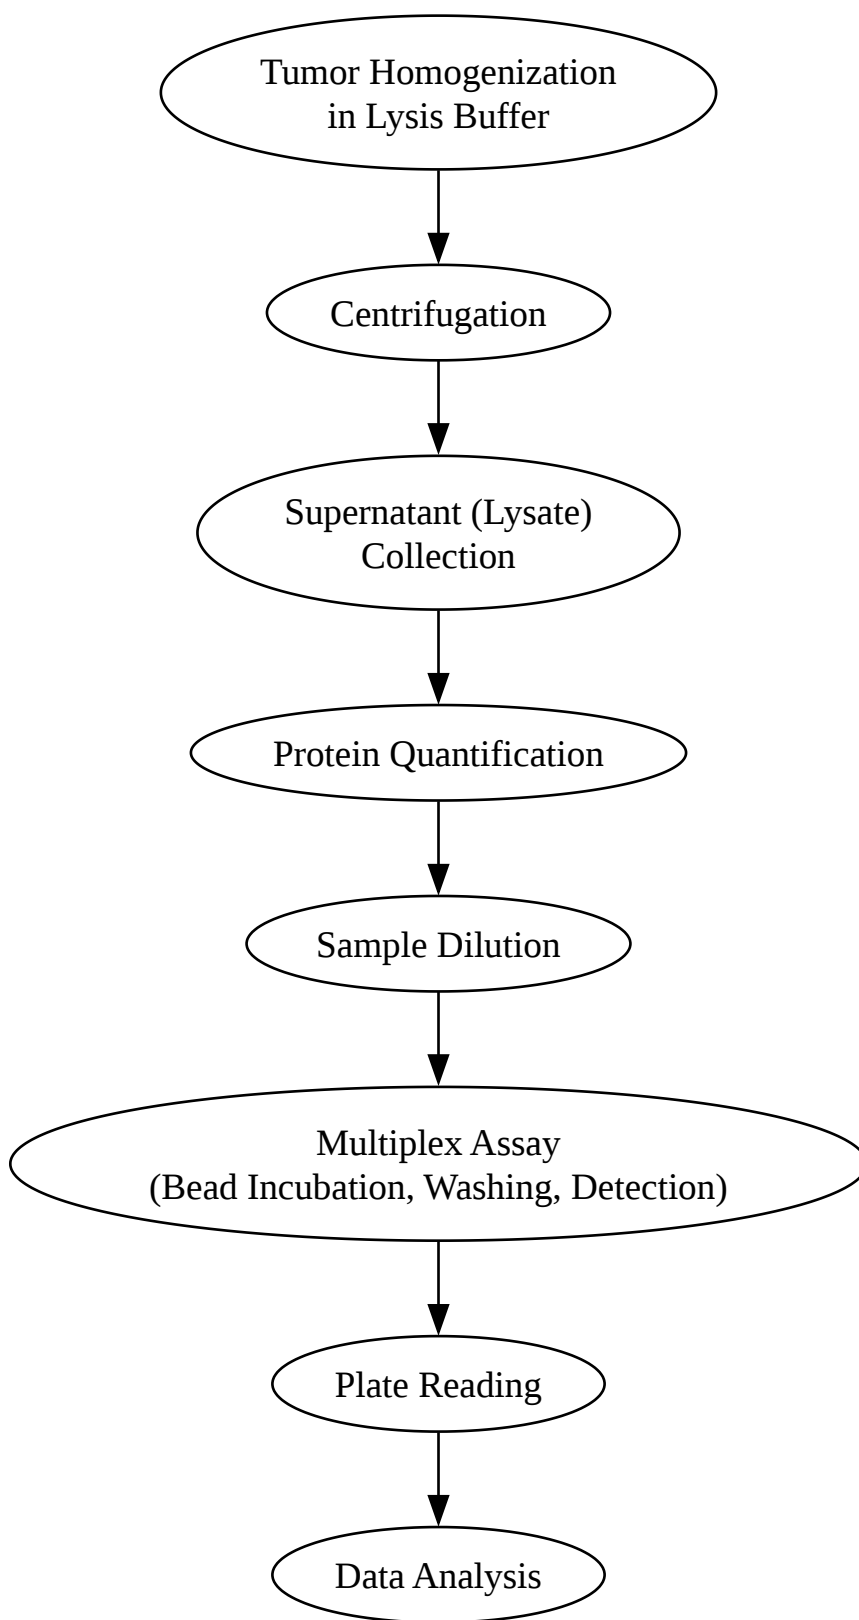 Tumor Homogenization
in Lysis Buffer
Centrifugation
Supernatant (Lysate)
Collection
Protein Quantification
Sample Dilution
Multiplex Assay
(Bead Incubation, Washing, Detection)
Plate Reading
Data Analysis